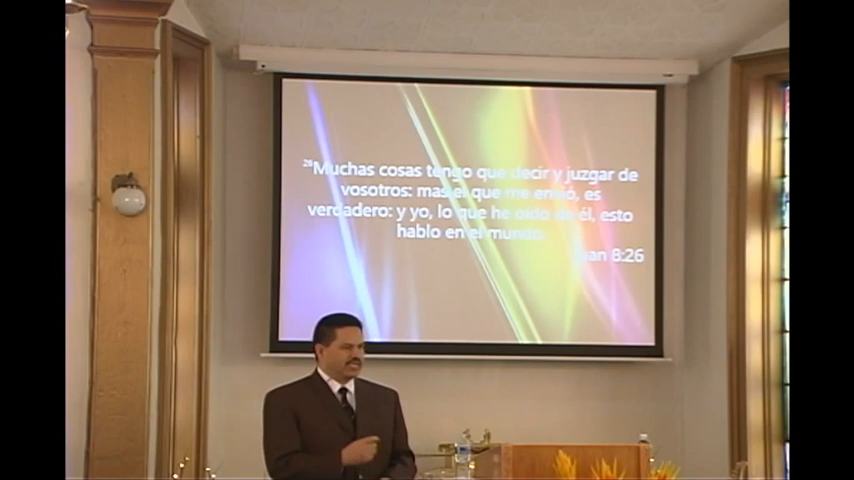 ²⁶Muchas cosas tengo que decir y juzgar de
vosotros: mas el que me envió, es
verdadero: y yo, lo que he oído de él, esto
hablo en el mundo.
Juan 8:26